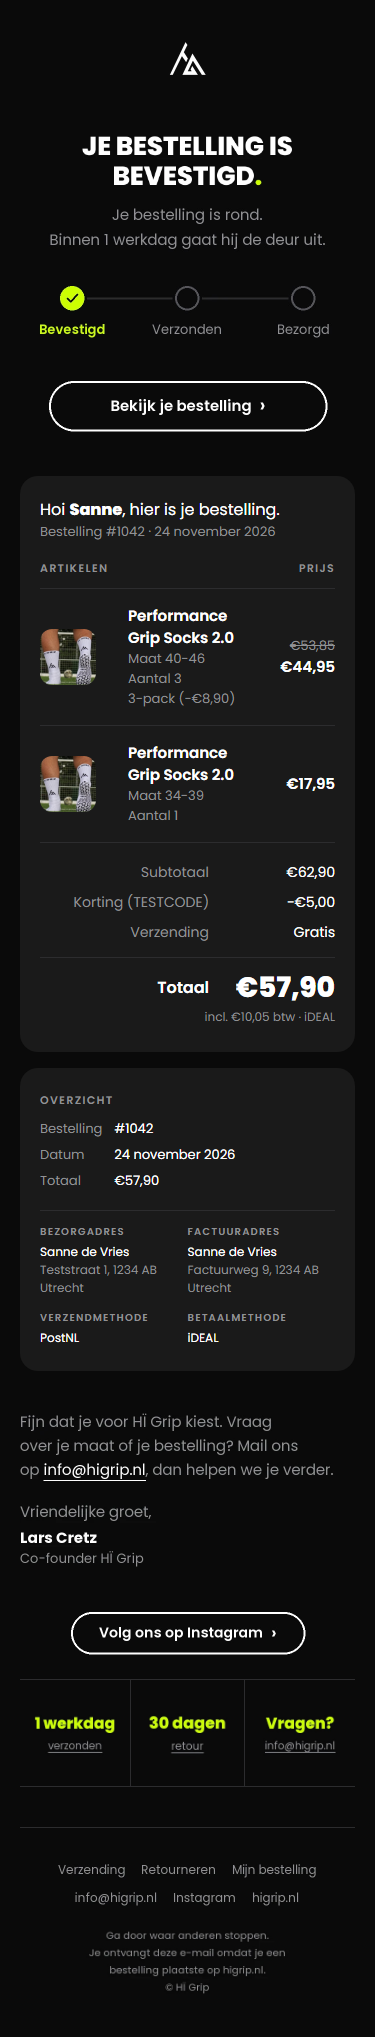 JE BESTELLING IS
BEVESTIGD.
Je bestelling is rond.
Binnen 1 werkdag gaat hij de deur uit.
Bevestigd Verzonden Bezorgd
Bekijk je bestelling ›
Hoi Sanne, hier is je bestelling.
Bestelling #1042 · 24 november 2026
ARTIKELEN PRIJS
Performance
Grip Socks 2.0
Maat 40-46
Aantal 3
3-pack (-€8,90)
€53,85
€44,95
Performance
Grip Socks 2.0
Maat 34-39
Aantal 1
€17,95
Subtotaal €62,90
Korting (TESTCODE) -€5,00
Verzending Gratis
Totaal €57,90
incl. €10,05 btw · iDEAL
OVERZICHT
Bestelling #1042
Datum 24 november 2026
Totaal €57,90
BEZORGADRES
Sanne de Vries
Teststraat 1, 1234 AB
Utrecht
FACTUURADRES
Sanne de Vries
Factuurweg 9, 1234 AB
Utrecht
VERZENDMETHODE
PostNL
BETAALMETHODE
iDEAL
Fijn dat je voor HÏ Grip kiest. Vraag
over je maat of je bestelling? Mail ons
op info@higrip.nl, dan helpen we je verder.
Vriendelijke groet,
Lars Cretz
Co-founder HÏ Grip
Volg ons op Instagram ›
1 werkdag
verzonden
30 dagen
retour
Vragen?
info@higrip.nl
Verzending Retourneren Mijn bestelling
info@higrip.nl Instagram higrip.nl
Ga door waar anderen stoppen.
Je ontvangt deze e-mail omdat je een
bestelling plaatste op higrip.nl.
© HÏ Grip